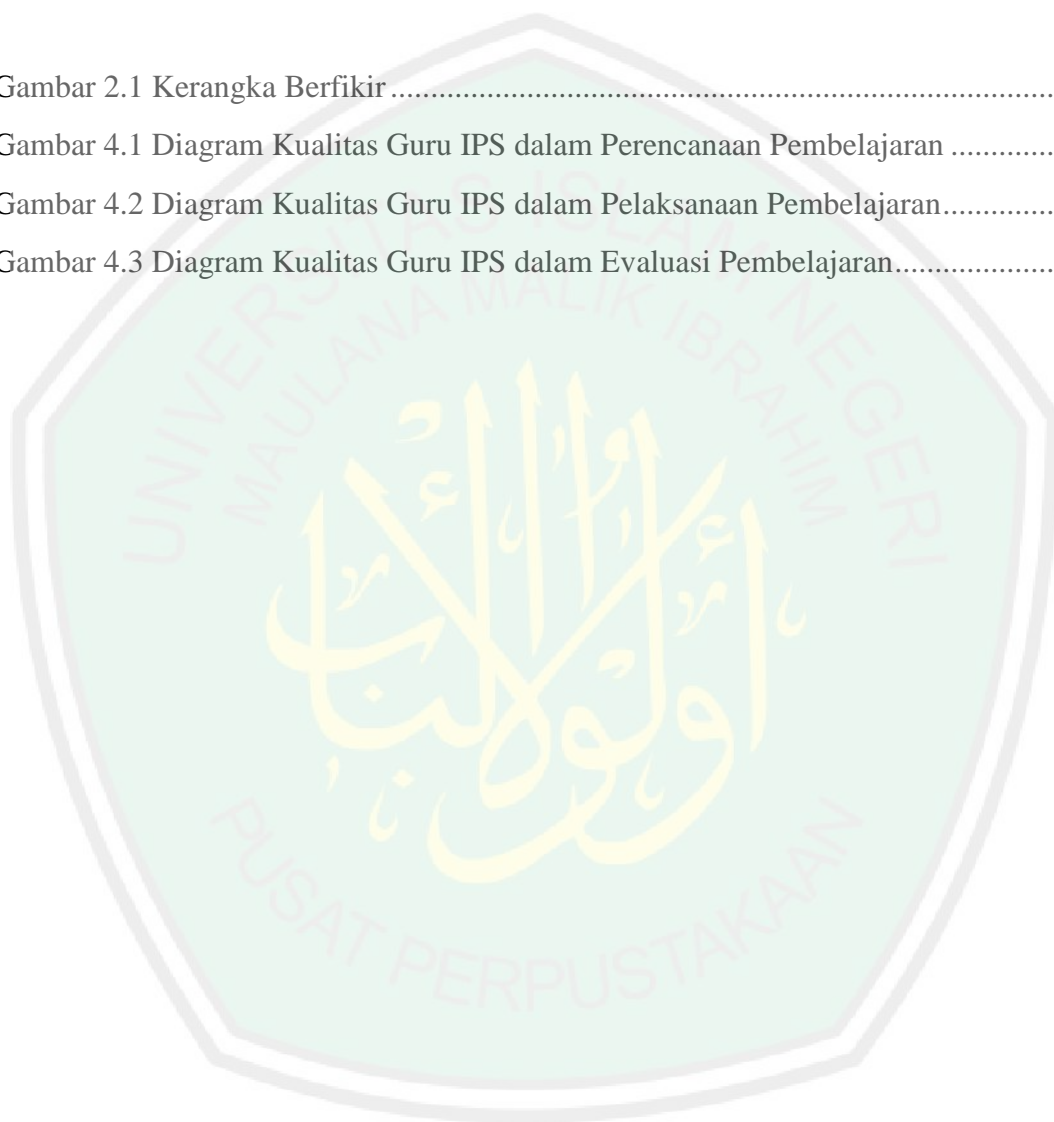 Gambar 2.1 Kerangka Berfikir ....................................................................................
Gambar 4.1 Diagram Kualitas Guru IPS dalam Perencanaan Pembelajaran .............
Gambar 4.2 Diagram Kualitas Guru IPS dalam Pelaksanaan Pembelajaran..............
Gambar 4.3 Diagram Kualitas Guru IPS dalam Evaluasi Pembelajaran....................
UNIVERSITAS ISLAM NEGERI
MAULANA MALIK IBRAHIM
أولوا الألباب
PUSAT PERPUSTAKAAN